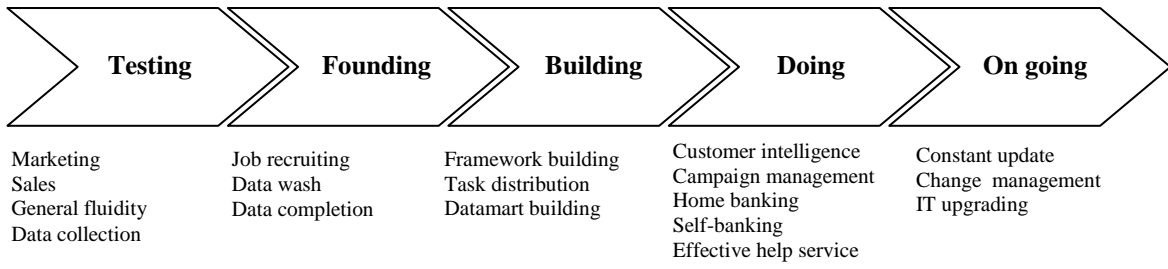 Testing
Founding
Building
Doing
On going
Marketing
Sales
General fluidity
Data collection
Job recruiting
Data wash
Data completion
Framework building
Task distribution
Datamart building
Customer intelligence
Campaign management
Home banking
Self-banking
Effective help service
Constant update
Change management
IT upgrading